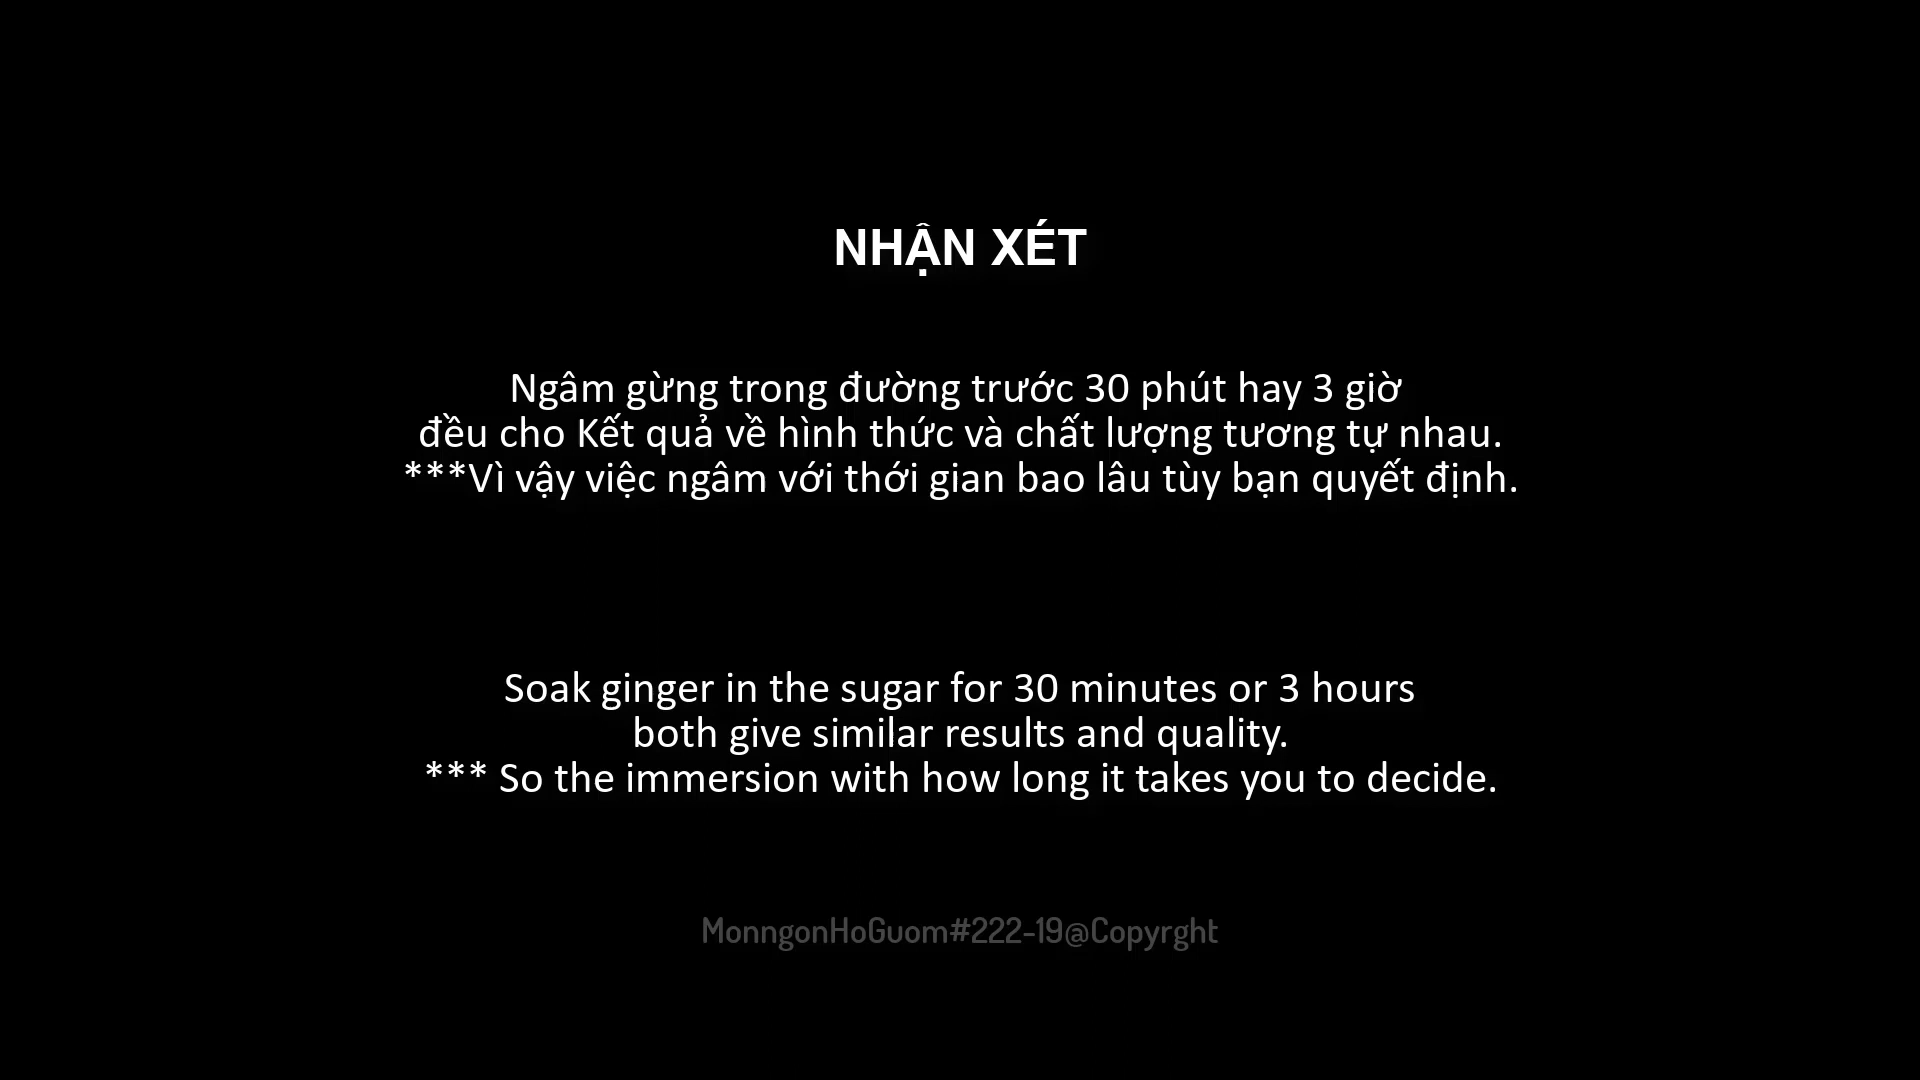 NHẬN XÉT
Ngâm gừng trong đường trước 30 phút hay 3 giờ
đều cho Kết quả về hình thức và chất lượng tương tự nhau.
***Vì vậy việc ngâm với thới gian bao lâu tùy bạn quyết định.
Soak ginger in the sugar for 30 minutes or 3 hours
both give similar results and quality.
*** So the immersion with how long it takes you to decide.
MonngonHoGuom#222-19@Copyrght